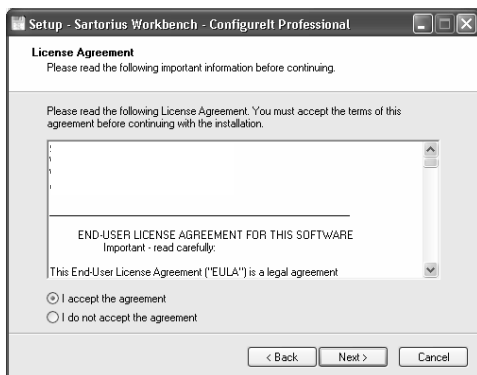 Setup - Sartorius Workbench - ConfigureIt Professional
License Agreement
Please read the following important information before continuing.
Please read the following License Agreement. You must accept the terms of this
agreement before continuing with the installation.
END-USER LICENSE AGREEMENT FOR THIS SOFTWARE
Important - read carefully:
This End-User License Agreement ("EULA") is a legal agreement
I accept the agreement
I do not accept the agreement
< Back
Next >
Cancel